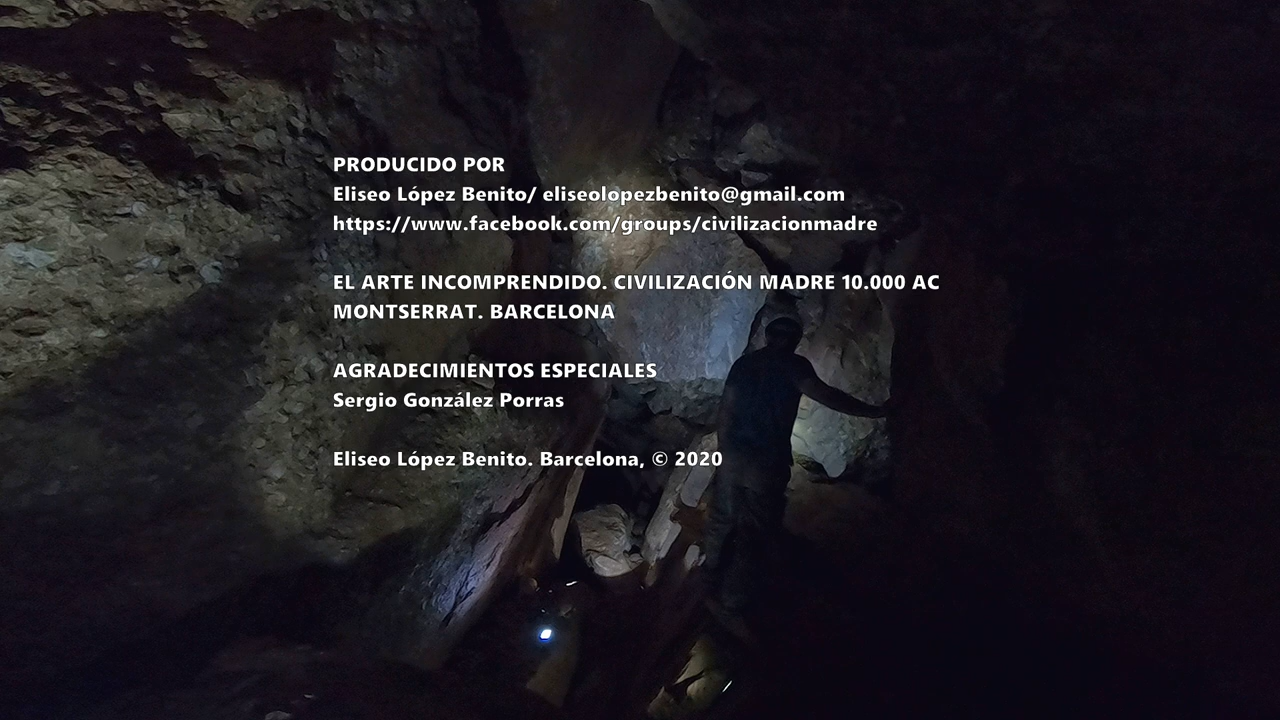 PRODUCIDO POR
Eliseo López Benito/ eliseolopezbenito@gmail.com
https://www.facebook.com/groups/civilizacionmadre
EL ARTE INCOMPRENDIDO. CIVILIZACIÓN MADRE 10.000 AC
MONTSERRAT. BARCELONA
AGRADECIMIENTOS ESPECIALES
Sergio González Porras
Eliseo López Benito. Barcelona, © 2020